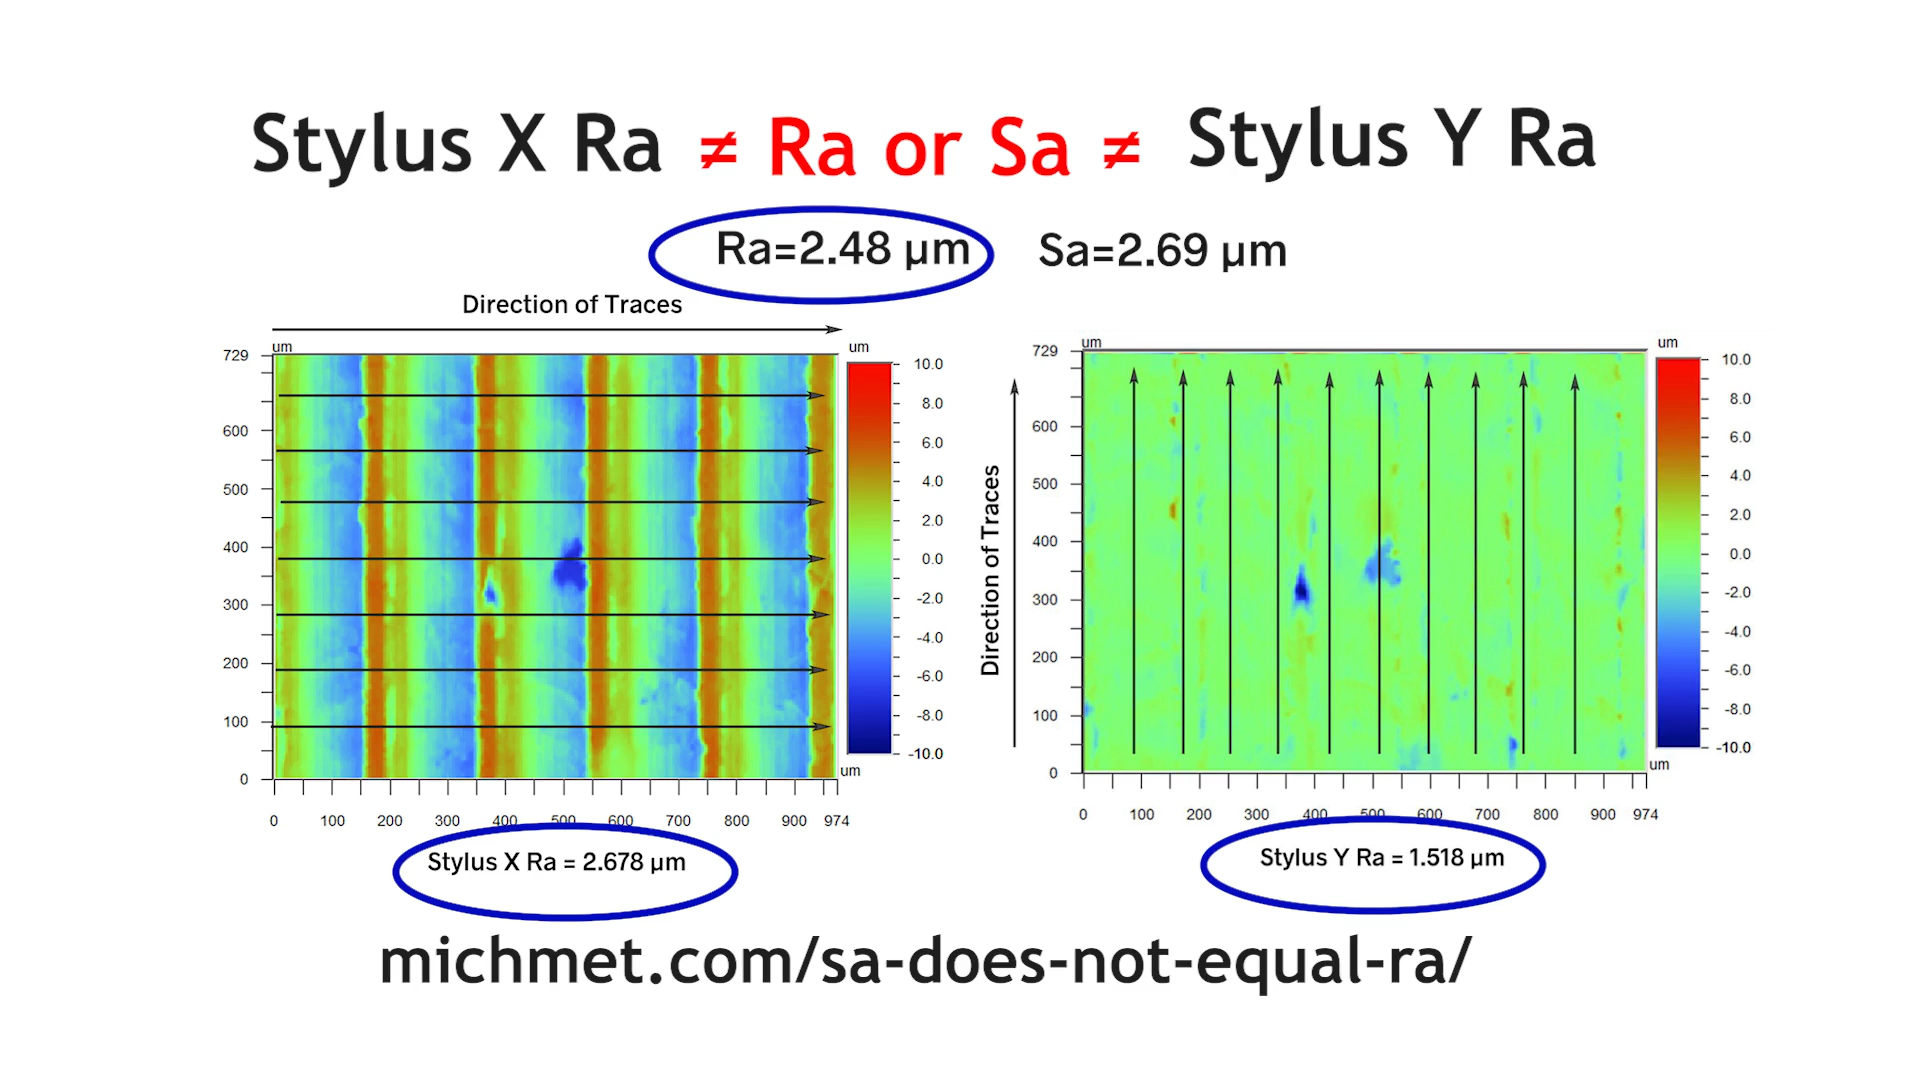 Stylus X Ra ≠ Ra or Sa ≠ Stylus Y Ra
Ra=2.48 µm Sa=2.69 µm
Direction of Traces
um
um
729
600
500
400
300
200
100
0
10.0
8.0
6.0
4.0
2.0
0.0
-2.0
-4.0
-6.0
-8.0
-10.0
um
0 100 200 300 400 500 600 700 800 900 974
Stylus X Ra = 2.678 µm
Direction of Traces
um
um
729
600
500
400
300
200
100
0
10.0
8.0
6.0
4.0
2.0
0.0
-2.0
-4.0
-6.0
-8.0
-10.0
um
0 100 200 300 400 500 600 700 800 900 974
Stylus Y Ra = 1.518 µm
michmet.com/sa-does-not-equal-ra/